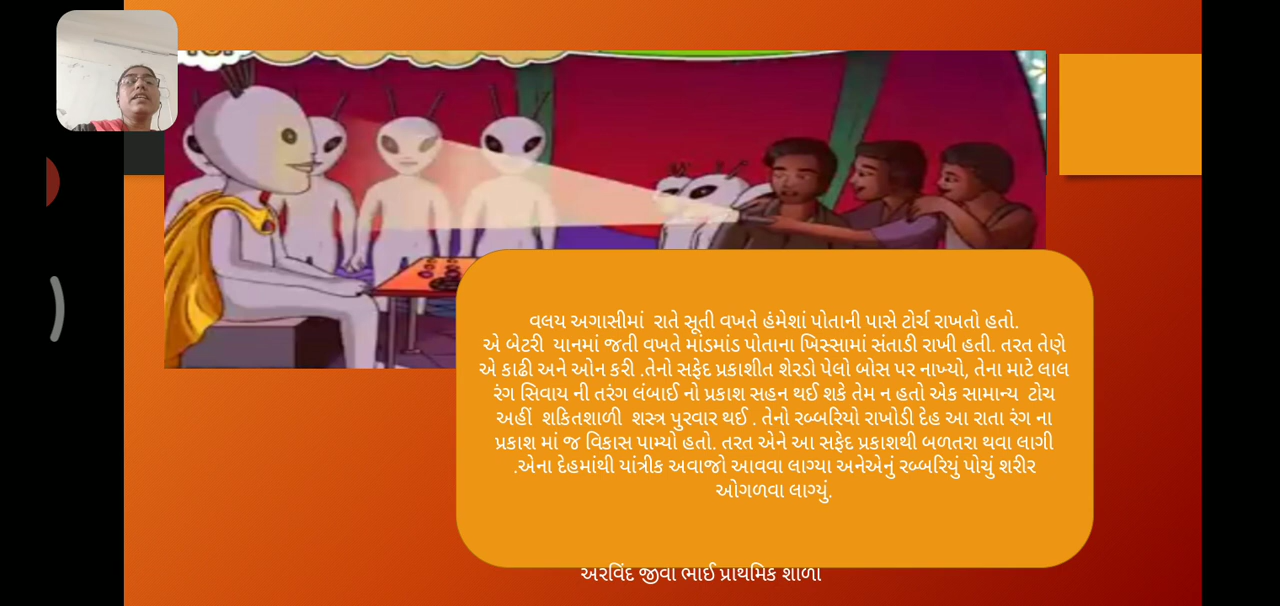 વલય અગાસીમાં  રાતે સૂતી વખતે હંમેશાં પોતાની પાસે ટોર્ચ રાખતો હતો.
એ બેટરી  યાનમાં જતી વખતે માંડમાંડ પોતાના ખિસ્સામાં સંતાડી રાખી હતી. તરત તેણે
એ કાઢી અને ઓન કરી .તેનો સફેદ પ્રકાશીત શેરડો પેલો બોસ પર નાખ્યો, તેના માટે લાલ
રંગ સિવાય ની તરંગ લંબાઈ નો પ્રકાશ સહન થઈ શકે તેમ ન હતો એક સામાન્ય  ટોચ
અહીં  શકિતશાળી  શસ્ત્ર પુરવાર થઈ . તેનો રબ્બરિયો રાખોડી દેહ આ રાતા રંગ ના
પ્રકાશ માં જ વિકાસ પામ્યો હતો. તરત એને આ સફેદ પ્રકાશથી બળતરા થવા લાગી
.એના દેહમાંથી યાંત્રીક અવાજો આવવા લાગ્યા અનેએનું રબ્બરિયું પોચું શરીર
ઓગળવા લાગ્યું.
અરવિંદ જીવા ભાઈ પ્રાથમિક શાળા